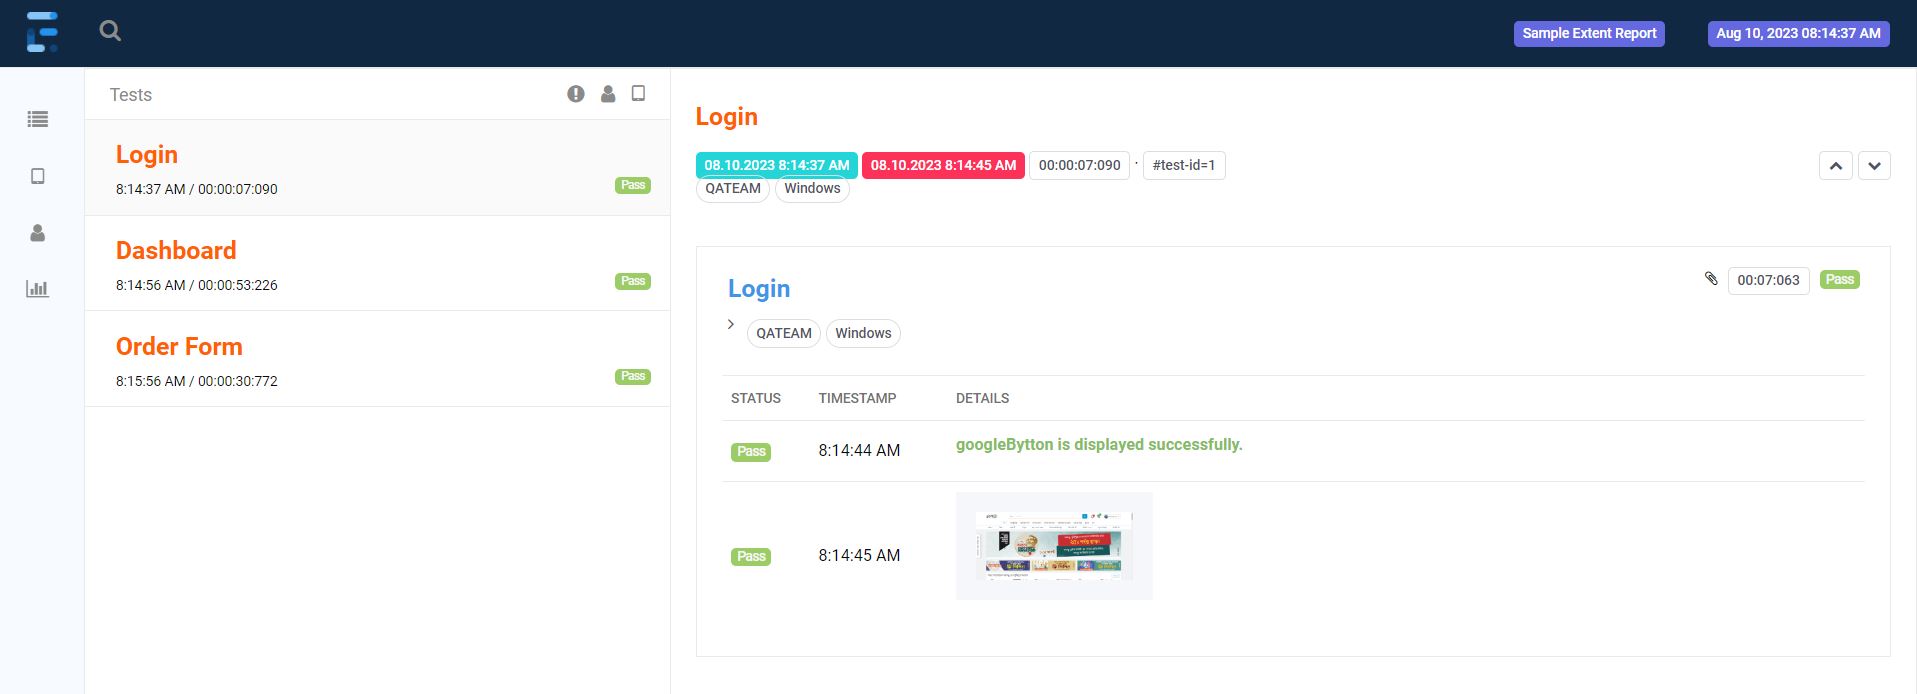 Sample Extent Report
Aug 10, 2023 08:14:37 AM
Tests
Login
8:14:37 AM / 00:00:07:090
Pass
Dashboard
8:14:56 AM / 00:00:53:226
Pass
Order Form
8:15:56 AM / 00:00:30:772
Pass
Login
08.10.2023 8:14:37 AM 08.10.2023 8:14:45 AM 00:00:07:090 · #test-id=1
QATEAM Windows
Login
00:07:063 Pass
QATEAM Windows
STATUS TIMESTAMP DETAILS
Pass 8:14:44 AM googleBytton is displayed successfully.
Pass 8:14:45 AM